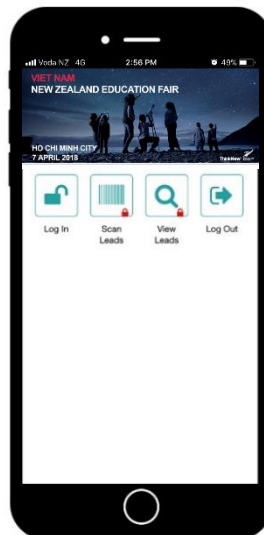 Voda NZ 4G 2:56 PM 49%
VIET NAM
NEW ZEALAND EDUCATION FAIR
HO CHI MINH CITY
7 APRIL 2018
ThinkNew
Log In Scan Leads View Leads Log Out